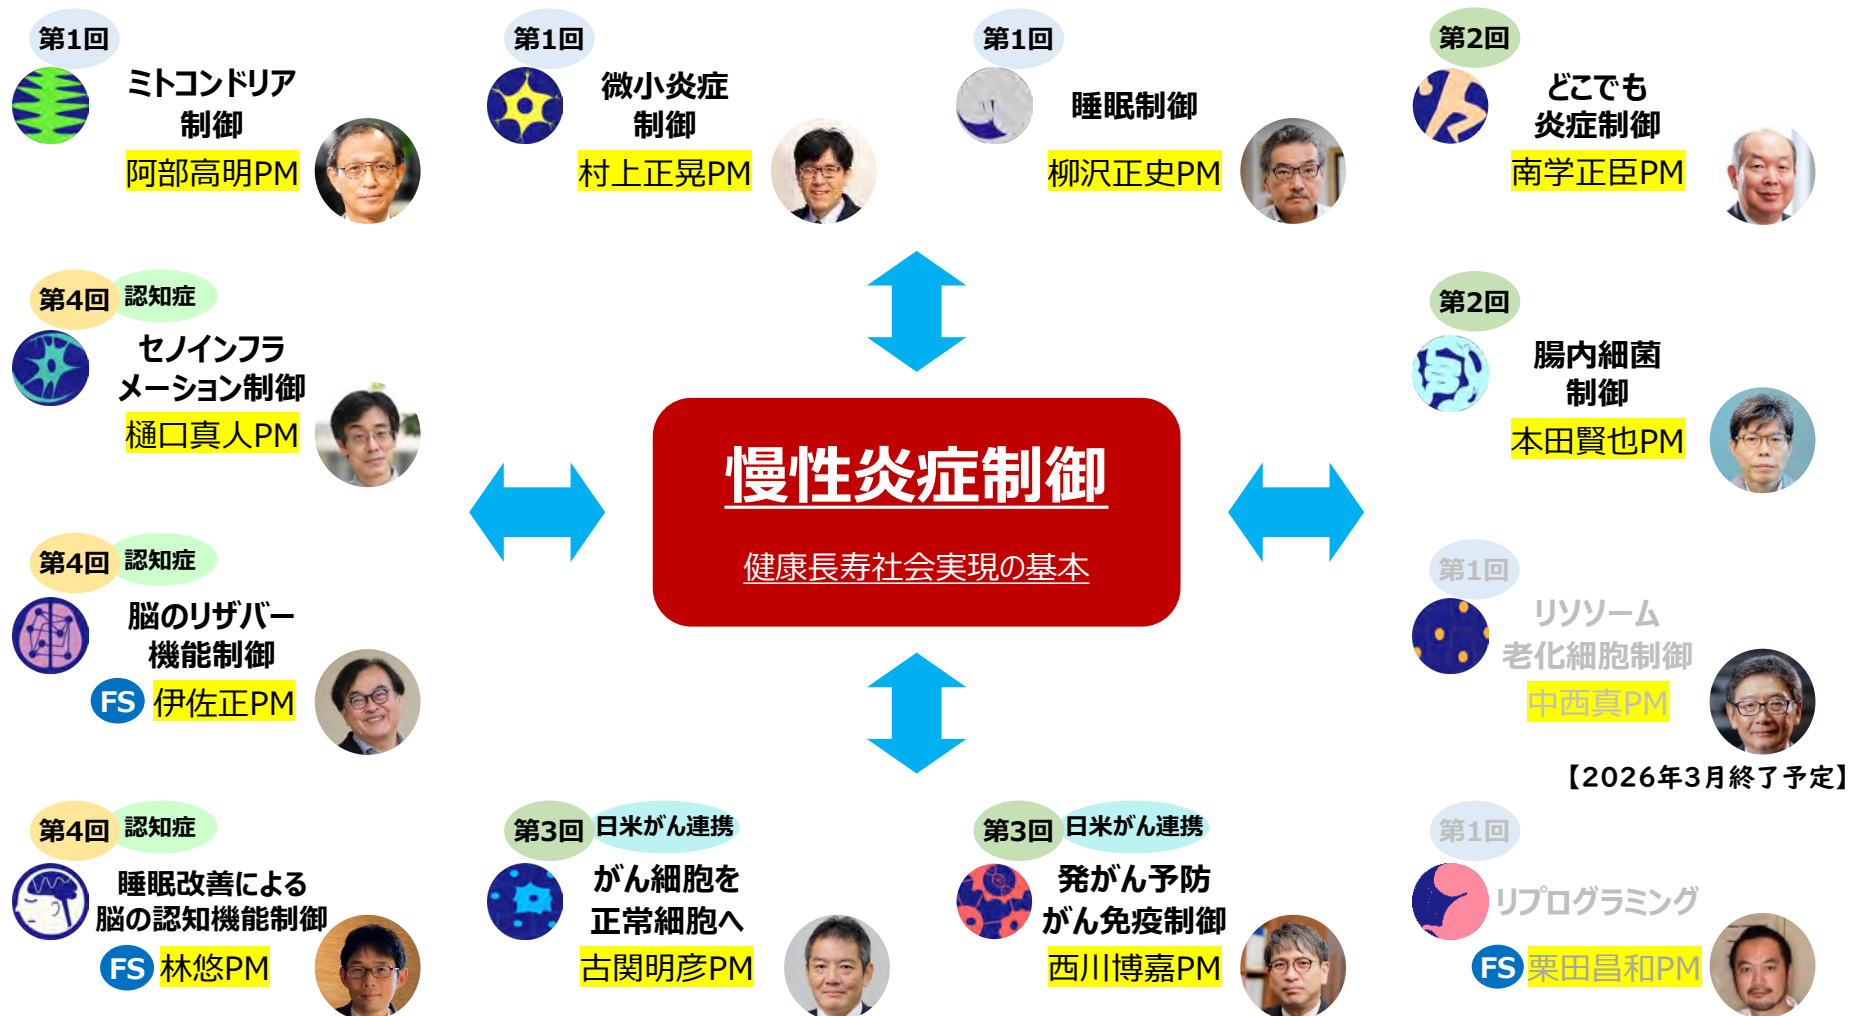 第1回
ミトコンドリア
制御
阿部高明PM
第1回
微小炎症
制御
村上正晃PM
第1回
睡眠制御
柳沢正史PM
第2回
どこでも
炎症制御
南学正臣PM
第4回 認知症
セノインフラ
メーション制御
樋口真人PM
慢性炎症制御
健康長寿社会実現の基本
第2回
腸内細菌
制御
本田賢也PM
第4回 認知症
脳のリザバー
機能制御
FS 伊佐正PM
第1回
リソソーム
老化細胞制御
中西真PM
【2026年3月終了予定】
第4回 認知症
睡眠改善による
脳の認知機能制御
FS 林悠PM
第3回 日米がん連携
がん細胞を
正常細胞へ
古関明彦PM
第3回 日米がん連携
発がん予防
がん免疫制御
西川博嘉PM
第1回
リプログラミング
FS 栗田昌和PM